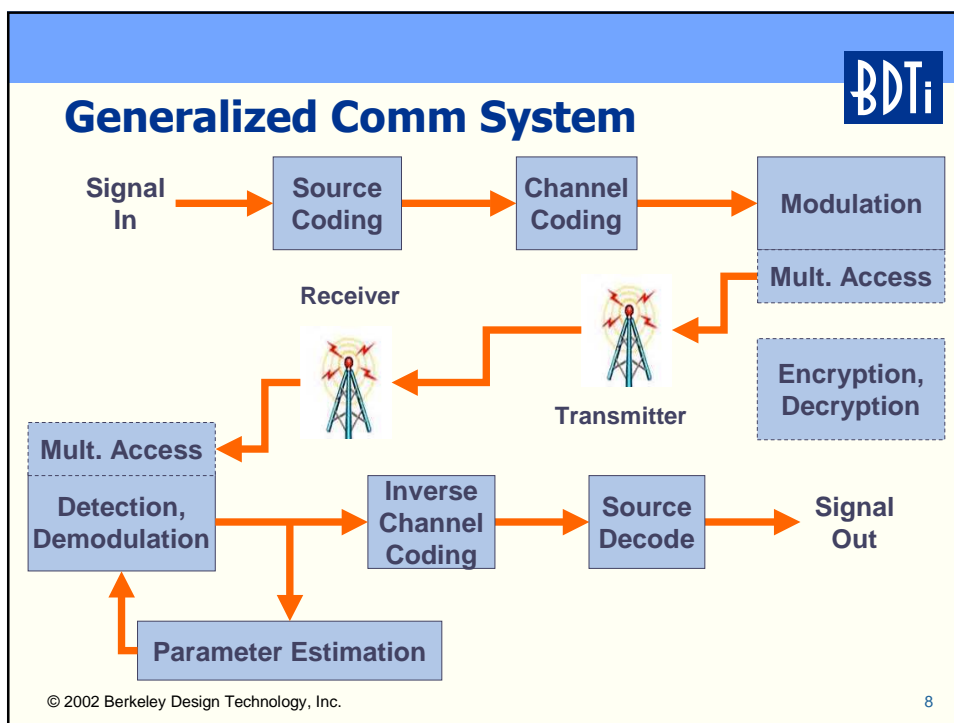 BDTi
Generalized Comm System
Signal
In
Source
Coding
Channel
Coding
Modulation
Mult. Access
Receiver
Transmitter
Encryption,
Decryption
Mult. Access
Detection,
Demodulation
Inverse
Channel
Coding
Source
Decode
Signal
Out
Parameter Estimation
© 2002 Berkeley Design Technology, Inc.
8